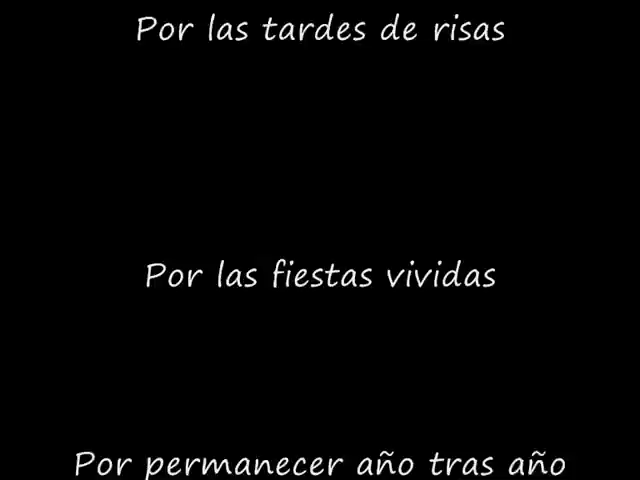 Por las tardes de risas
Por las fiestas vividas
Por permanecer año tras año